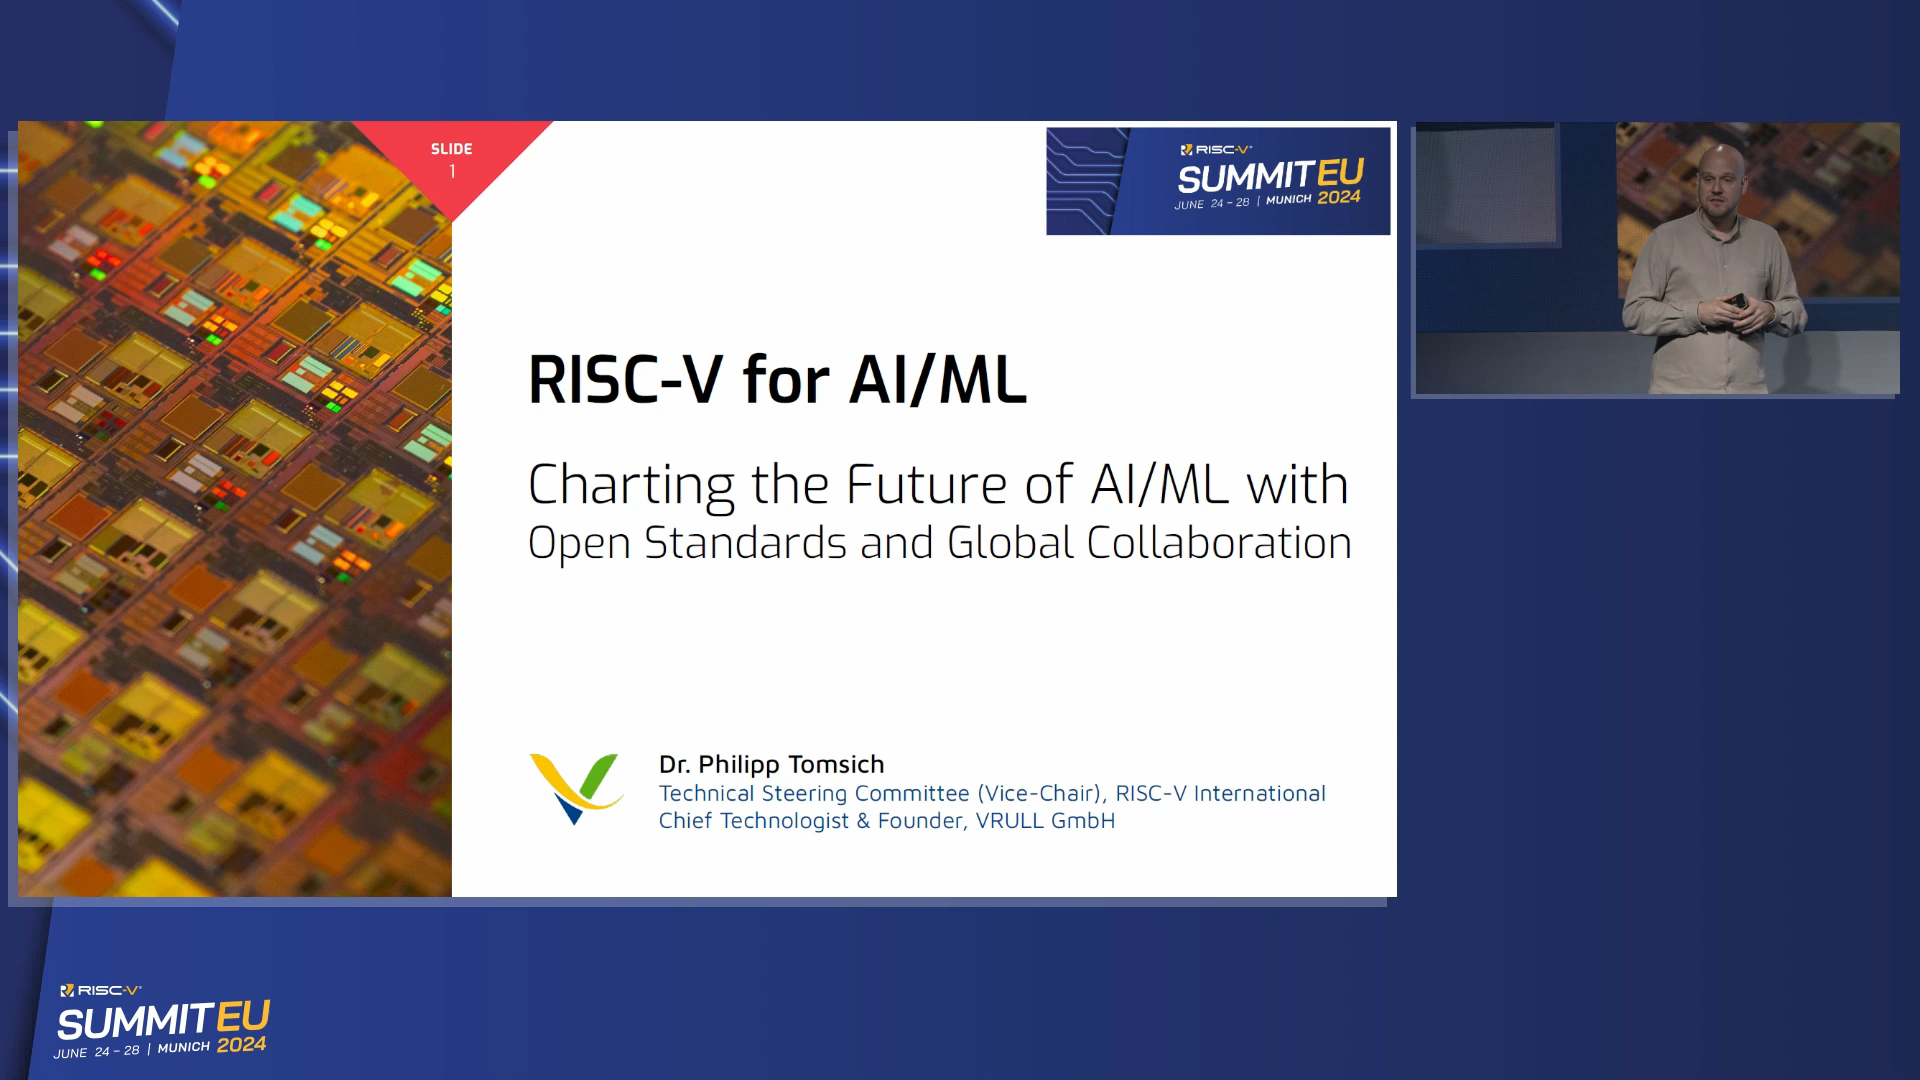 SLIDE
1
RISC-V®
SUMMIT EU
JUNE 24-28 | MUNICH 2024
RISC-V for AI/ML
Charting the Future of AI/ML with
Open Standards and Global Collaboration
Dr. Philipp Tomsich
Technical Steering Committee (Vice-Chair), RISC-V International
Chief Technologist & Founder, VRULL GmbH
RISC-V®
SUMMIT EU
JUNE 24-28 | MUNICH 2024